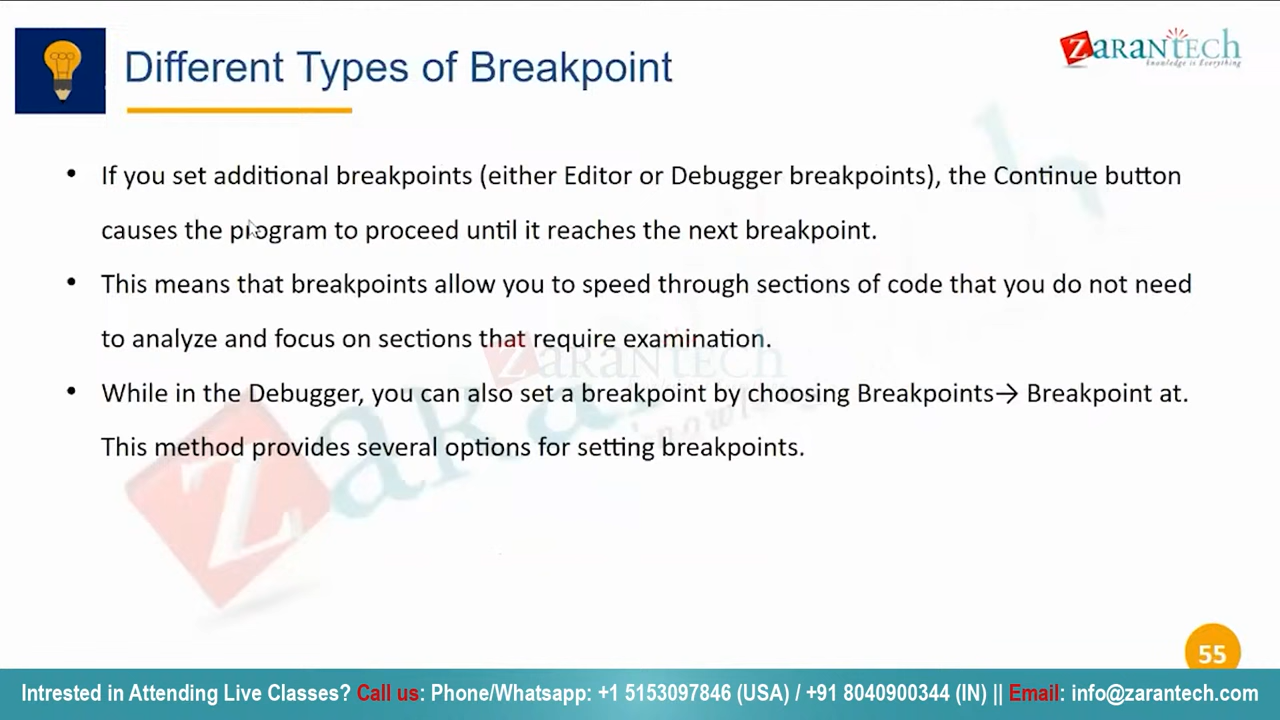 Different Types of Breakpoint
ZARANTECH
Knowledge is Everything
• If you set additional breakpoints (either Editor or Debugger breakpoints), the Continue button
causes the program to proceed until it reaches the next breakpoint.
• This means that breakpoints allow you to speed through sections of code that you do not need
to analyze and focus on sections that require examination.
• While in the Debugger, you can also set a breakpoint by choosing Breakpoints→ Breakpoint at.
This method provides several options for setting breakpoints.
ZARANTECH
55
Intrested in Attending Live Classes? Call us: Phone/Whatsapp: +1 5153097846 (USA) / +91 8040900344 (IN) || Email: info@zarantech.com